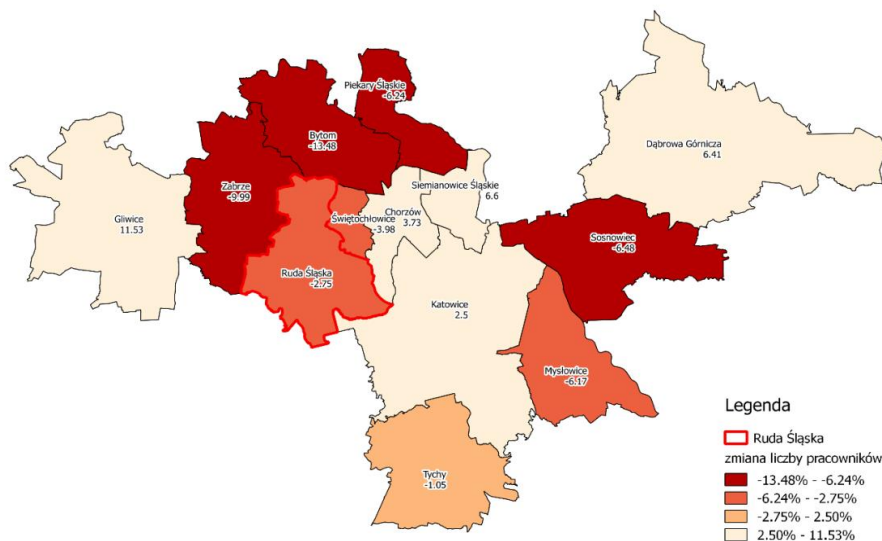 Piekary Śląskie
-6.24
Bytom
-13.48
Dąbrowa Górnicza
6.41
Zabrze
-9.99
Siemianowice Śląskie
6.6
Gliwice
11.53
Świętochłowice
-3.98
Chorzów
3.73
Sosnowiec
-6.48
Ruda Śląska
-2.75
Katowice
2.5
Mysłowice
-6.17
Tychy
-1.05
Legenda
Ruda Śląska
zmiana liczby pracowników
-13.48% - -6.24%
-6.24% - -2.75%
-2.75% - 2.50%
2.50% - 11.53%